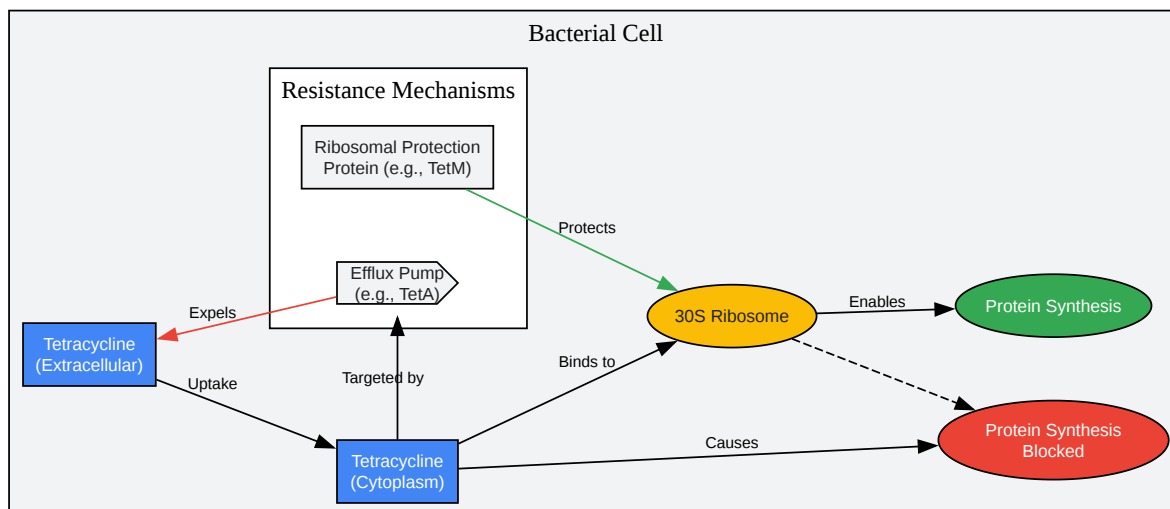 Bacterial Cell
Resistance Mechanisms
Ribosomal Protection
Protein (e.g., TetM)
Protects
Efflux Pump
(e.g., TetA)
Expels
Tetracycline
(Extracellular)
Uptake
Targeted by
Tetracycline
(Cytoplasm)
Binds to
30S Ribosome
Enables
Protein Synthesis
Causes
Protein Synthesis
Blocked